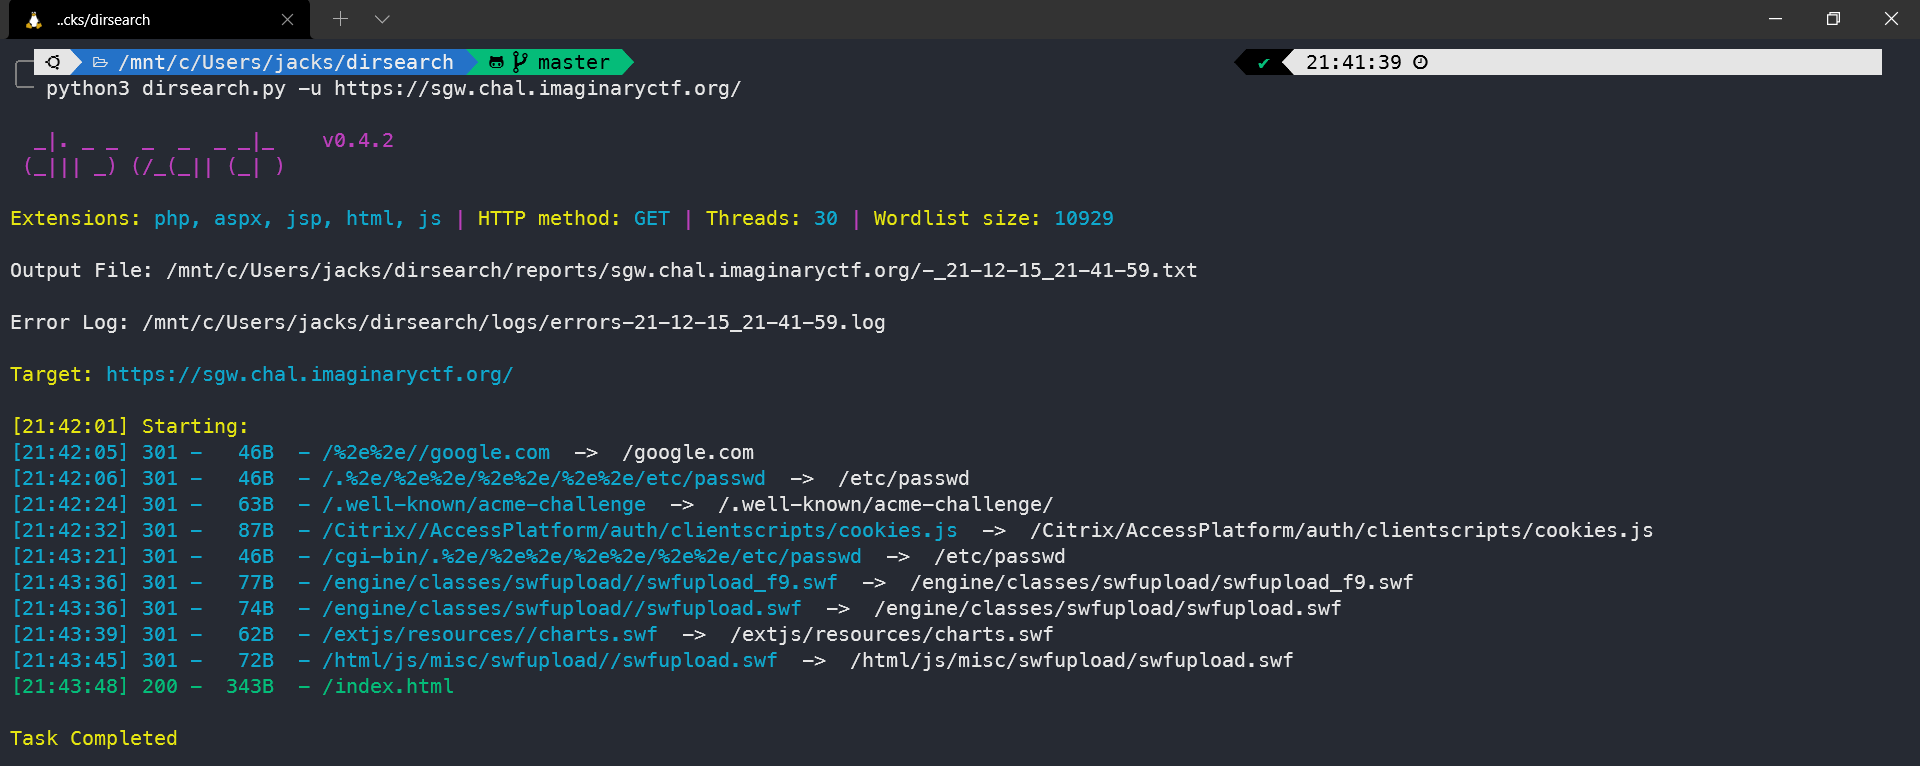 ..cks/dirsearch
/mnt/c/Users/jacks/dirsearch master ✔ 21:41:39
python3 dirsearch.py -u https://sgw.chal.imaginaryctf.org/
_|. _ _  _  _  _ _|_    v0.4.2
(_||| _) (/_(_|| (_| )
Extensions: php, aspx, jsp, html, js | HTTP method: GET | Threads: 30 | Wordlist size: 10929
Output File: /mnt/c/Users/jacks/dirsearch/reports/sgw.chal.imaginaryctf.org/-_21-12-15_21-41-59.txt
Error Log: /mnt/c/Users/jacks/dirsearch/logs/errors-21-12-15_21-41-59.log
Target: https://sgw.chal.imaginaryctf.org/
[21:42:01] Starting:
[21:42:05] 301 -   46B  - /%2e%2e//google.com  ->  /google.com
[21:42:06] 301 -   46B  - /.%2e/%2e%2e/%2e%2e/%2e%2e/etc/passwd  ->  /etc/passwd
[21:42:24] 301 -   63B  - /.well-known/acme-challenge  ->  /.well-known/acme-challenge/
[21:42:32] 301 -   87B  - /Citrix//AccessPlatform/auth/clientscripts/cookies.js  ->  /Citrix/AccessPlatform/auth/clientscripts/cookies.js
[21:43:21] 301 -   46B  - /cgi-bin/.%2e/%2e%2e/%2e%2e/%2e%2e/etc/passwd  ->  /etc/passwd
[21:43:36] 301 -   77B  - /engine/classes/swfupload//swfupload_f9.swf  ->  /engine/classes/swfupload/swfupload_f9.swf
[21:43:36] 301 -   74B  - /engine/classes/swfupload//swfupload.swf  ->  /engine/classes/swfupload/swfupload.swf
[21:43:39] 301 -   62B  - /extjs/resources//charts.swf  ->  /extjs/resources/charts.swf
[21:43:45] 301 -   72B  - /html/js/misc/swfupload//swfupload.swf  ->  /html/js/misc/swfupload/swfupload.swf
[21:43:48] 200 -  343B  - /index.html
Task Completed